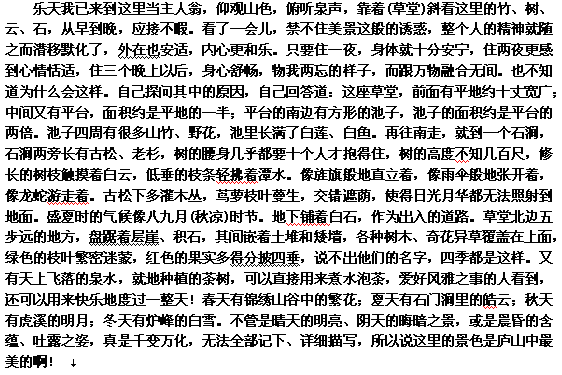 乐天我已来到这里当主人翁，仰观山色，俯听泉声，靠着(草堂)斜看这里的竹、树、
云、石，从早到晚，应接不暇。看了一会儿，禁不住美景这般的诱惑，整个人的精神就随
之而潜移默化了，外在也安适，内心更和乐。只要住一夜，身体就十分安宁，住两夜更感
到心情恬适，住三个晚上以后，身心舒畅，物我两忘的样子，而跟万物融合无间。也不知
道为什么会这样。自己探问其中的原因，自己回答道：这座草堂，前面有平地约十丈宽广；
中间又有平台，面积约是平地的一半；平台的南边有方形的池子，池子的面积约是平台的
两倍。池子四周有很多山竹、野花，池里长满了白莲、白鱼。再往南走，就到一个石涧，
石涧两旁长有古松、老杉，树的腰身几乎都要十个人才抱得住，树的高度不知几百尺，修
长的树枝触摸着白云，低垂的枝条轻拂着潭水。像旌旗般地直立着，像雨伞般地张开着，
像龙蛇游走着。古松下多灌木丛，茑萝枝叶蔓生，交错遮荫，使得日光月华都无法照射到
地面。盛夏时的气候像八九月(秋凉)时节。地下铺着白石，作为出入的道路。草堂北边五
步远的地方，盘踞着层崖、积石，其间嵌着土堆和矮墙，各种树木、奇花异草覆盖在上面，
绿色的枝叶繁密迷蒙，红色的果实多得分披四垂，说不出他们的名字，四季都是这样。又
有天上飞落的泉水，就地种植的茶树，可以直接用来煮水泡茶，爱好风雅之事的人看到，
还可以用来快乐地度过一整天！春天有锦绣山谷中的繁花；夏天有石门涧里的皓云；秋天
有虎溪的明月；冬天有炉峰的白雪。不管是晴天的明亮、阴天的晦暗之景，或是晨昏的含
蕴、吐露之姿，真是千变万化，无法全部记下、详细描写，所以说这里的景色是庐山中最
美的啊！ ↓